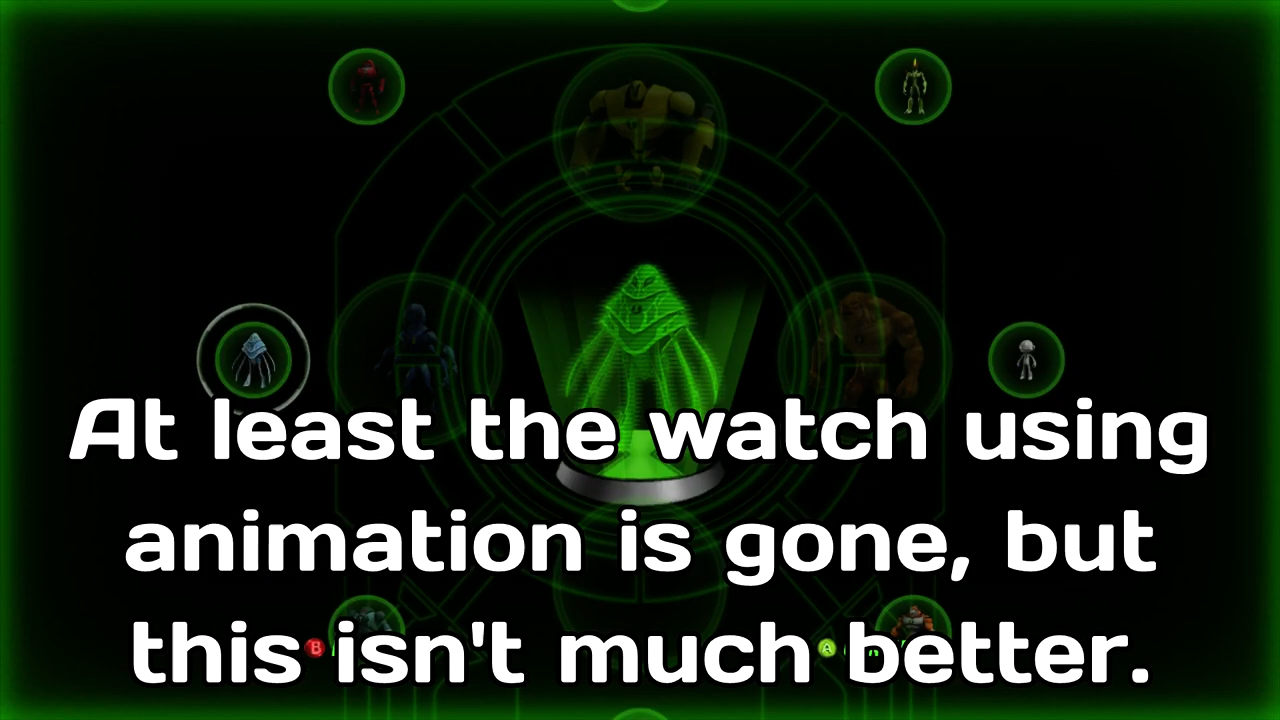 At least the watch using
animation is gone, but
this isn't much better.
B
A